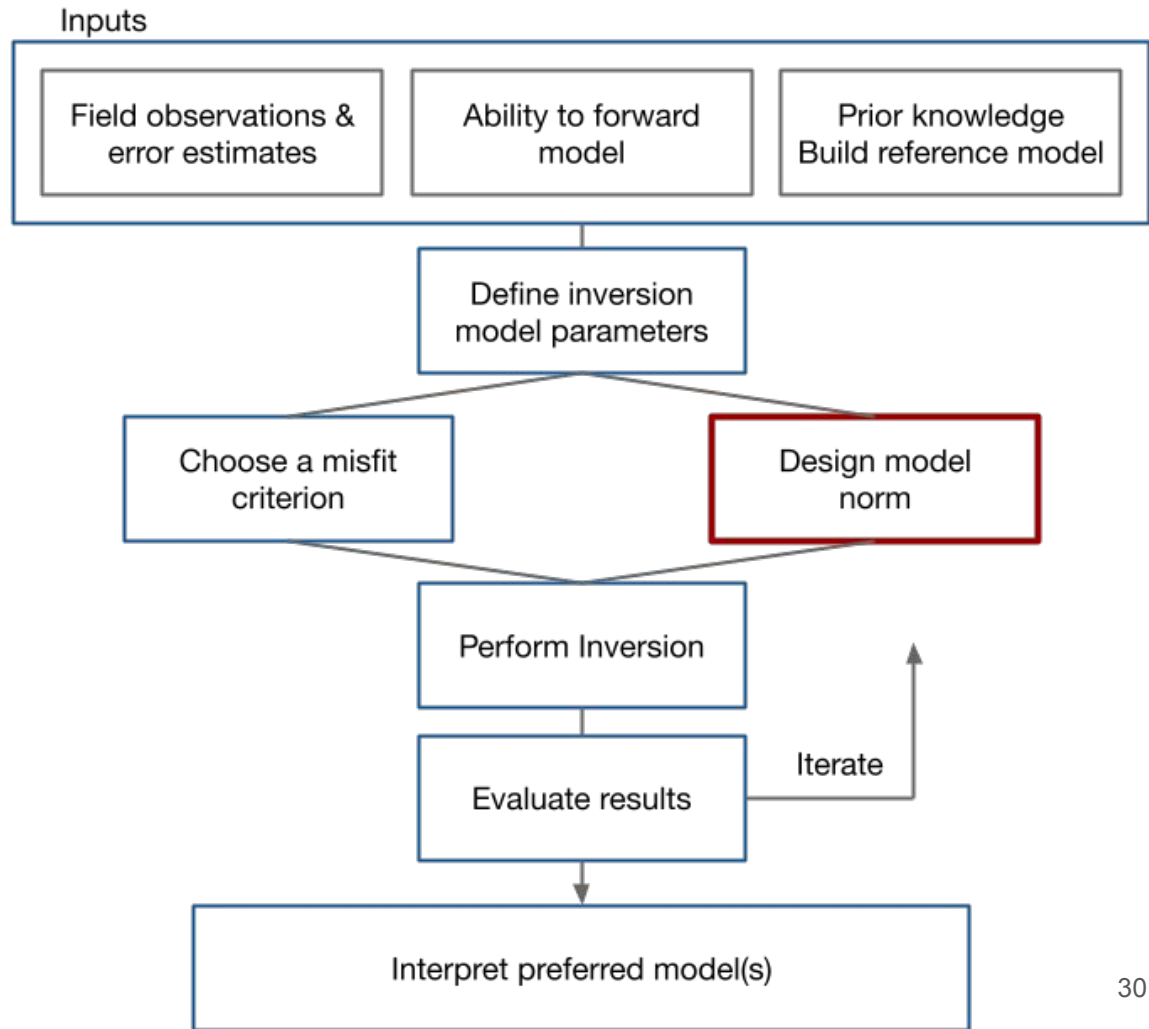 Inputs
Field observations &
error estimates
Ability to forward
model
Prior knowledge
Build reference model
Define inversion
model parameters
Choose a misfit
criterion
Design model
norm
Perform Inversion
Evaluate results
Iterate
Interpret preferred model(s)
30